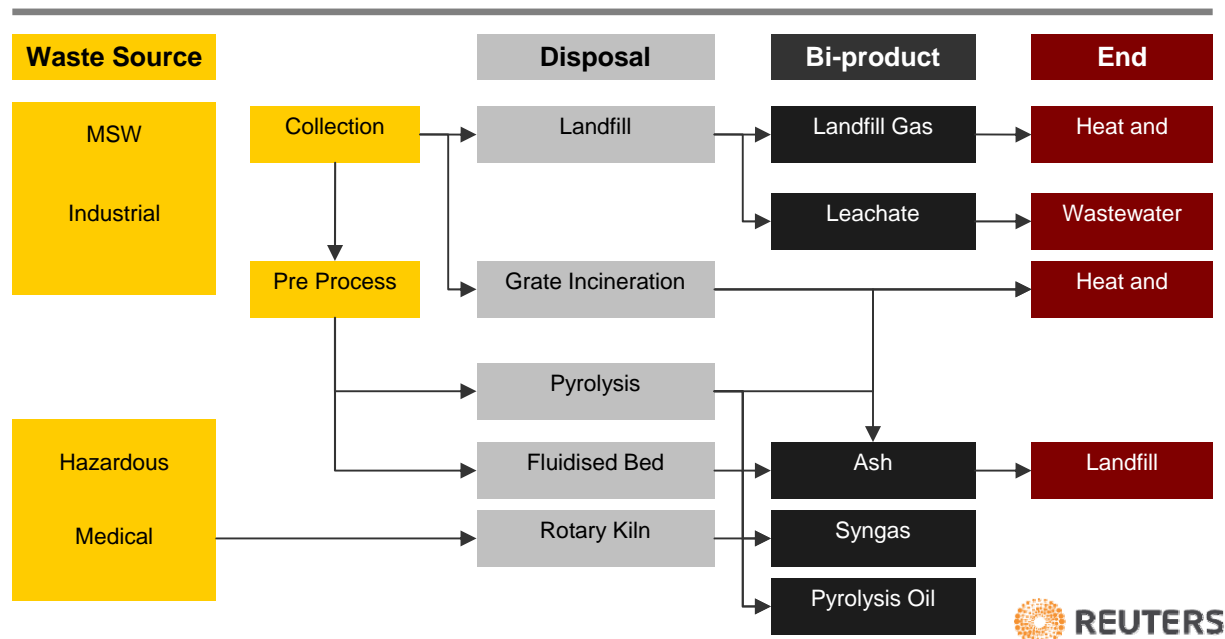 Waste Source
Disposal
Bi-product
End
MSW
Collection
Landfill
Landfill Gas
Heat and
Industrial
Leachate
Wastewater
Pre Process
Grate Incineration
Heat and
Pyrolysis
Hazardous
Fluidised Bed
Ash
Landfill
Medical
Rotary Kiln
Syngas
Pyrolysis Oil
REUTERS